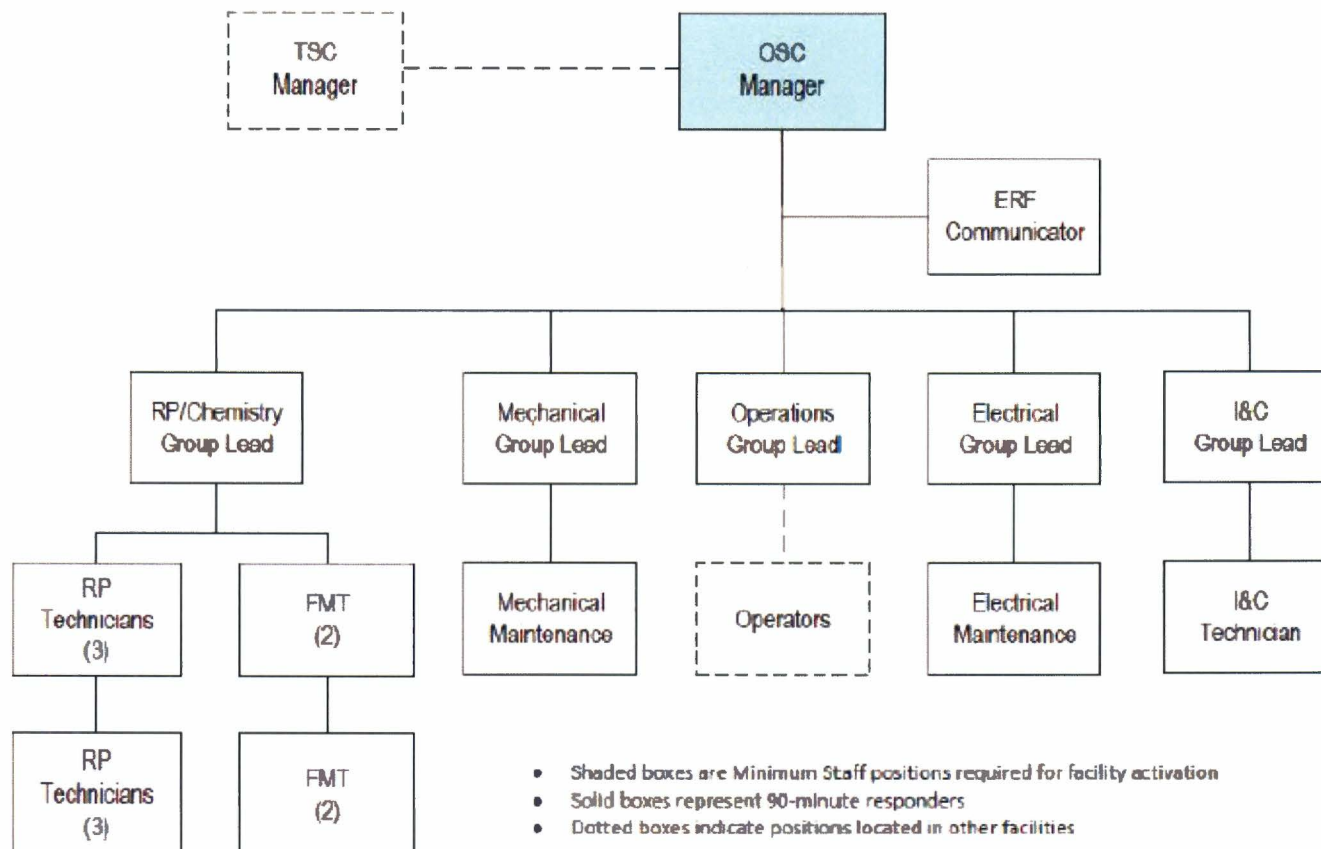 TSC
Manager
OSC
Manager
ERF
Communicator
RP/Chemistry
Group Lead
Mechanical
Group Lead
Operations
Group Lead
Electrical
Group Lead
I&C
Group Lead
RP
Technicians
(3)
FMT
(2)
Mechanical
Maintenance
Operators
Electrical
Maintenance
I&C
Technician
RP
Technicians
(3)
FMT
(2)
• Shaded boxes are Minimum Staff positions required for facility activation
• Solid boxes represent 90-minute responders
• Dotted boxes indicate positions located in other facilities